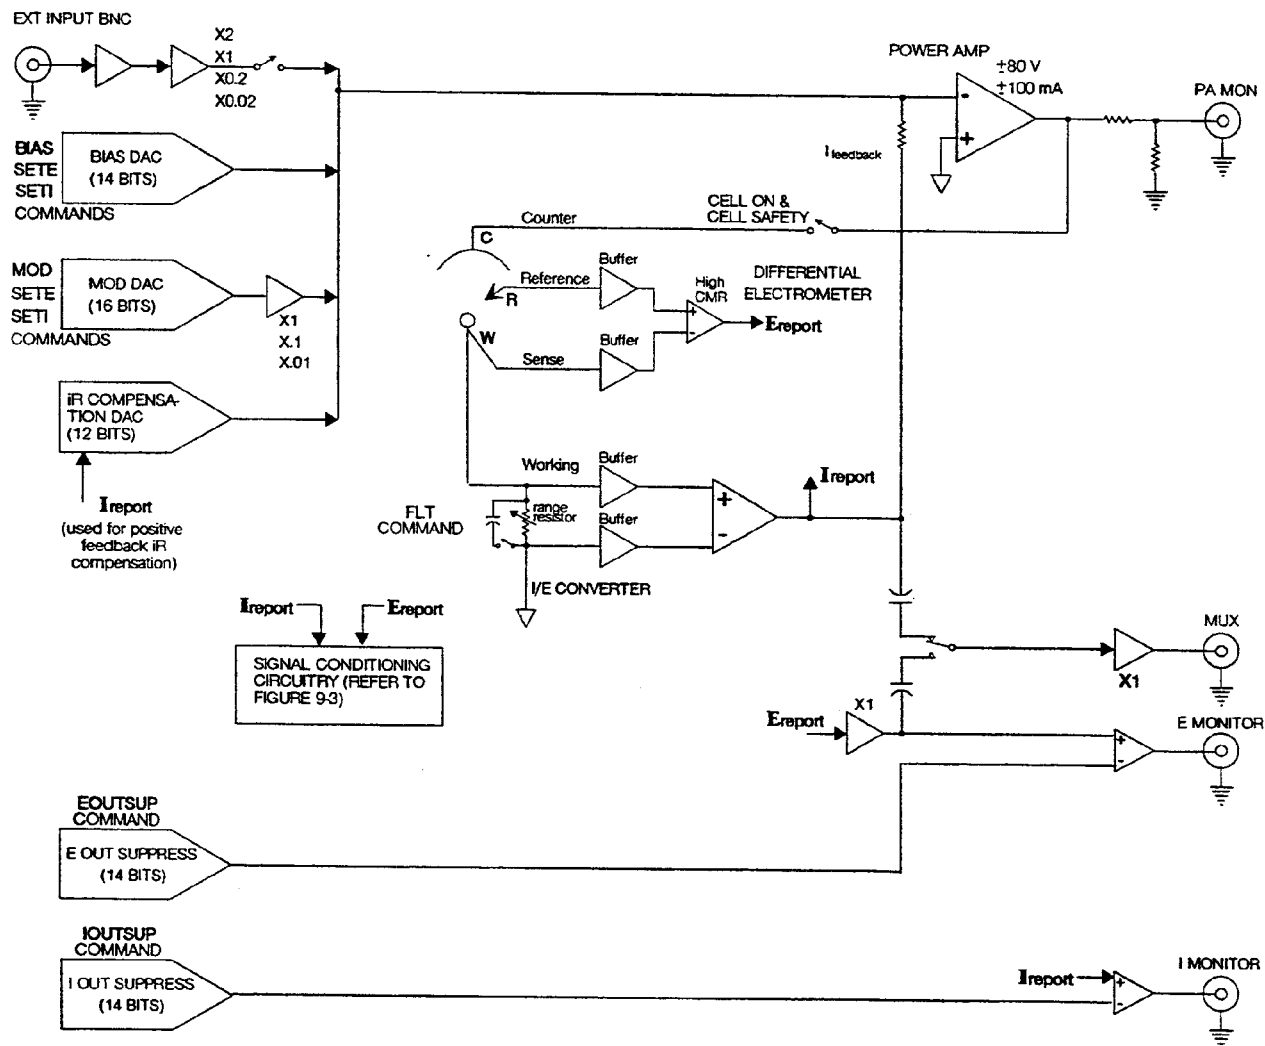 EXT INPUT BNC
X2
X1
X0.2
X0.02
POWER AMP
±80 V
±100 mA
PA MON
-
+
I feedback
BIAS
SETE
SETI
COMMANDS
BIAS DAC
(14 BITS)
CELL ON &
CELL SAFETY
Counter
C
MOD
SETE
SETI
COMMANDS
MOD DAC
(16 BITS)
X1
X.1
X.01
Reference
R
Buffer
High
CMR
+
-
DIFFERENTIAL
ELECTROMETER
Ereport
W
Sense
Buffer
iR COMPENSA-
TION DAC
(12 BITS)
Ireport
(used for positive
feedback iR
compensation)
Working
Buffer
+
-
Ireport
FLT
COMMAND
range
resistor
Buffer
I/E CONVERTER
Ireport
Ereport
SIGNAL CONDITIONING
CIRCUITRY (REFER TO
FIGURE 9-3)
MUX
X1
X1
Ereport
E MONITOR
+
-
EOUTSUP
COMMAND
E OUT SUPPRESS
(14 BITS)
IOUTSUP
COMMAND
I OUT SUPPRESS
(14 BITS)
Ireport
+
-
I MONITOR